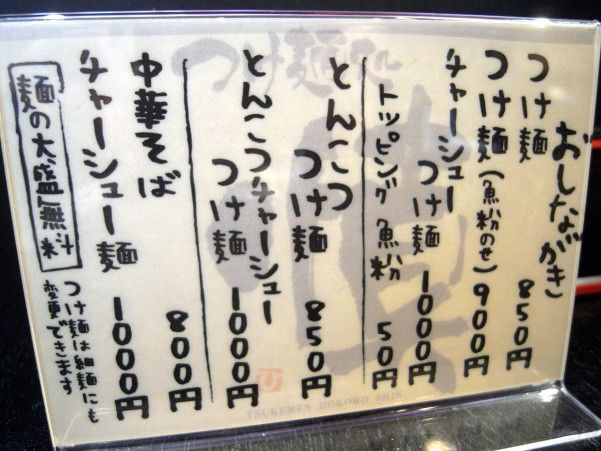 おしながき
つけ麺 850円
つけ麺(魚粉のせ) 900円
チャーシューつけ麺 1000円
トッピング 魚粉 50円
とんこつつけ麺 850円
とんこつチャーシューつけ麺 1000円
中華そば 800円
チャーシュー麺 1000円
麺の大盛無料
つけ麺は細麺にも
変更できます
つけ麺処
TSUKEMEN DOKORO SHIN